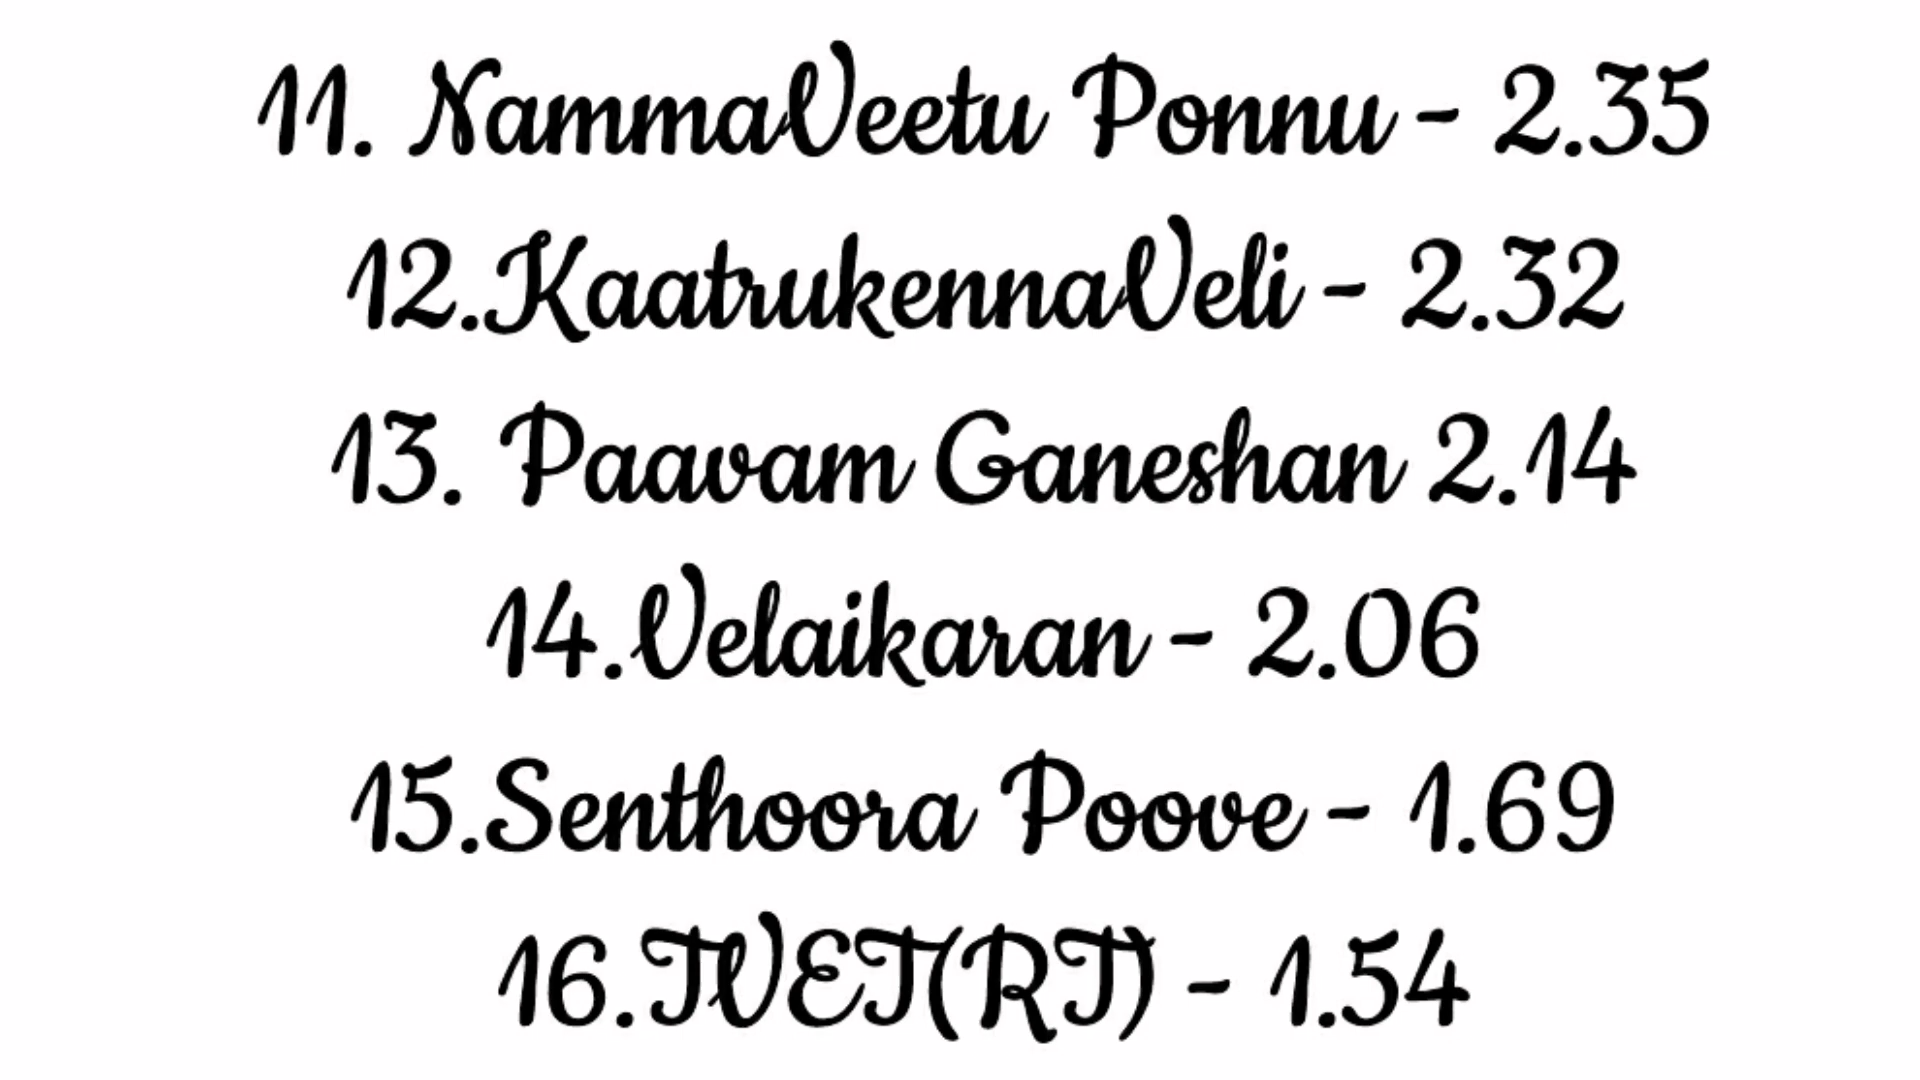 11. NammaVeetu Ponnu - 2.35
12.KaatrukennaVeli - 2.32
13. Paavam Ganeshan 2.14
14.Velaikaran - 2.06
15.Senthoora Poove - 1.69
16.TVET(RT) - 1.54